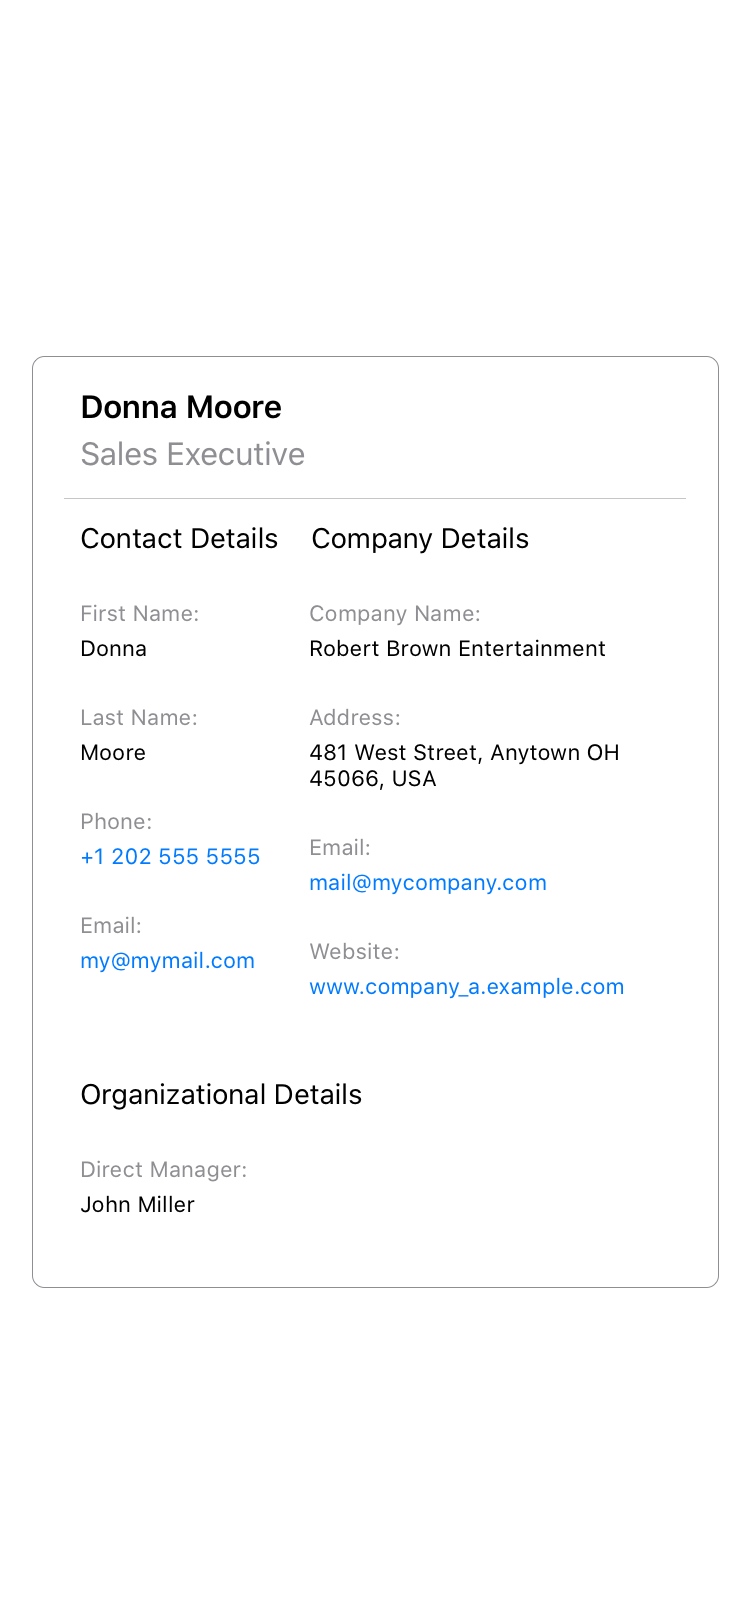 Donna Moore
Sales Executive
Contact Details
First Name:
Donna
Last Name:
Moore
Phone:
+1 202 555 5555
Email:
my@mymail.com
Company Details
Company Name:
Robert Brown Entertainment
Address:
481 West Street, Anytown OH
45066, USA
Email:
mail@mycompany.com
Website:
www.company_a.example.com
Organizational Details
Direct Manager:
John Miller